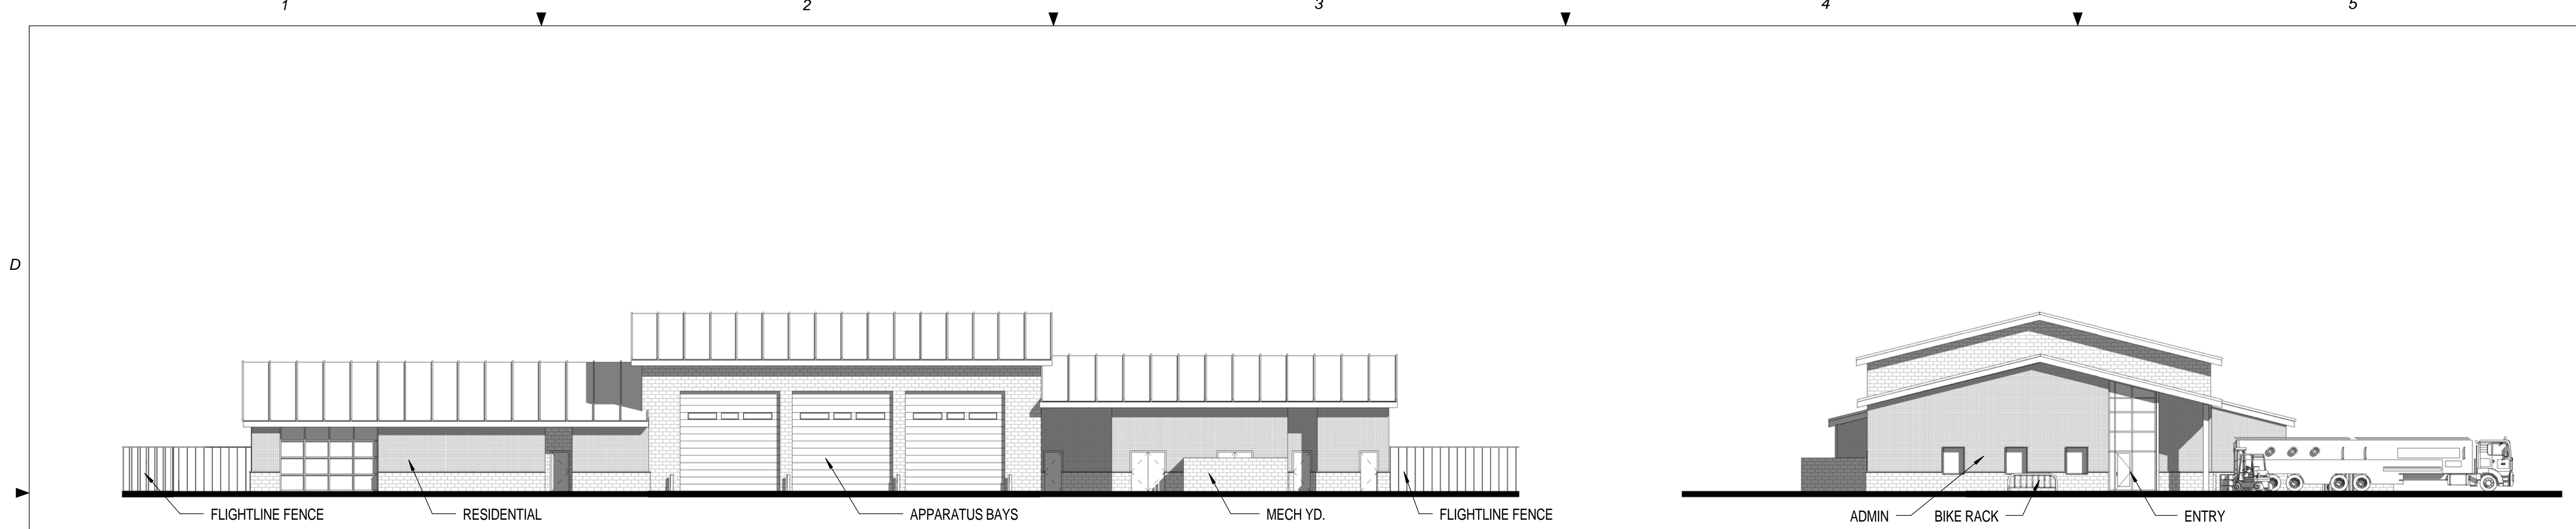 1 2 3 4 5
D
FLIGHTLINE FENCE RESIDENTIAL APPARATUS BAYS MECH YD. FLIGHTLINE FENCE ADMIN BIKE RACK ENTRY